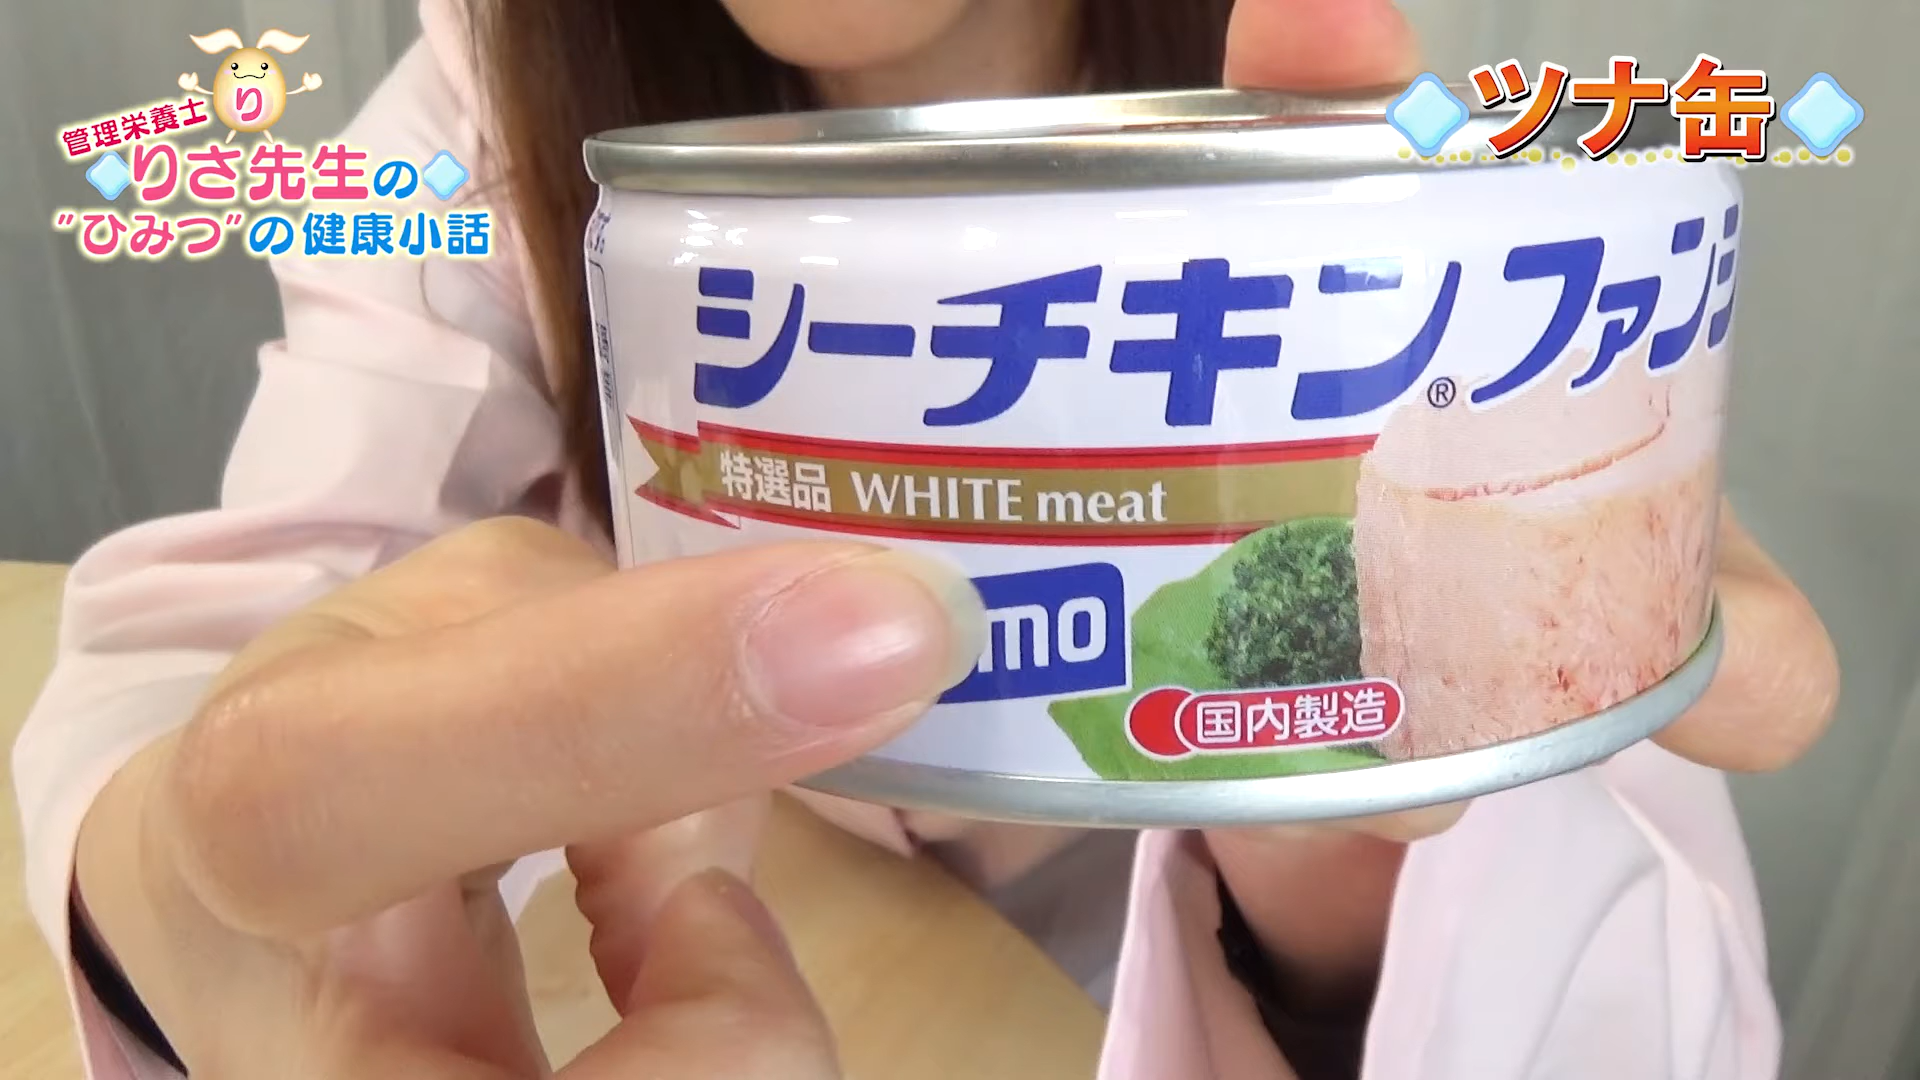 り
管理栄養士
りさ先生の
"ひみつ"の健康小話
ツナ缶
シーチキン®ファン
特選品 WHITE meat
mo
国内製造